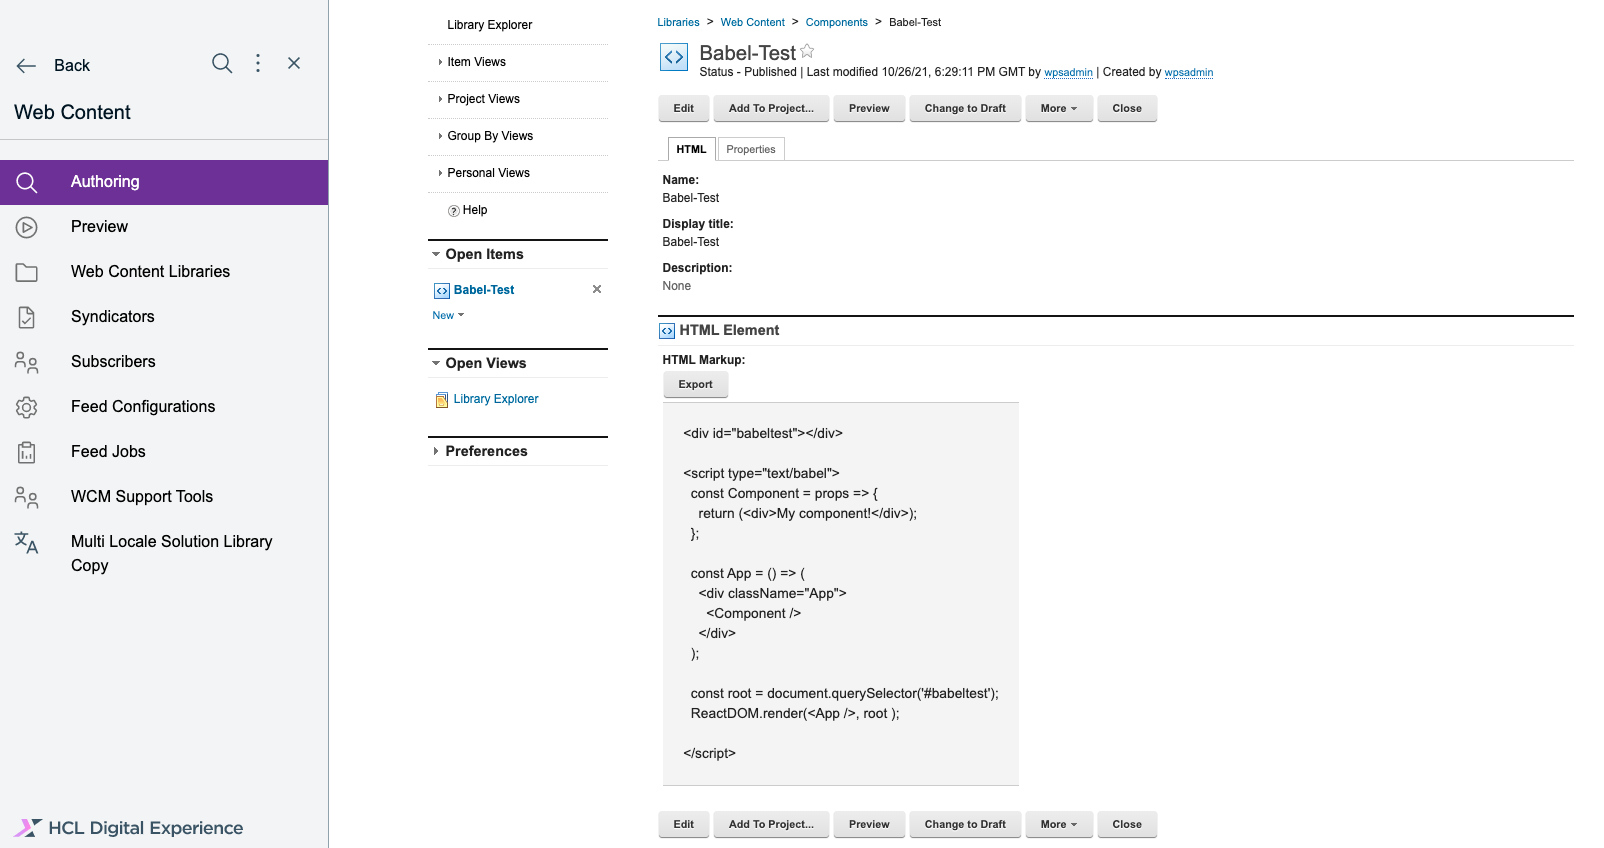 Back
Web Content
Authoring
Preview
Web Content Libraries
Syndicators
Subscribers
Feed Configurations
Feed Jobs
WCM Support Tools
Multi Locale Solution Library
Copy
HCL Digital Experience
Library Explorer
Item Views
Project Views
Group By Views
Personal Views
Help
Open Items
Babel-Test
New
Open Views
Library Explorer
Preferences
Libraries > Web Content > Components > Babel-Test
Babel-Test
Status - Published | Last modified 10/26/21, 6:29:11 PM GMT by wpsadmin | Created by wpsadmin
Edit Add To Project... Preview Change to Draft More Close
HTML Properties
Name:
Babel-Test
Display title:
Babel-Test
Description:
None
HTML Element
HTML Markup:
Export
<div id="babeltest"></div>
<script type="text/babel">
const Component = props => {
return (<div>My component!</div>);
};
const App = () => (
<div className="App">
<Component />
</div>
);
const root = document.querySelector('#babeltest');
ReactDOM.render(<App />, root );
</script>
Edit Add To Project... Preview Change to Draft More Close